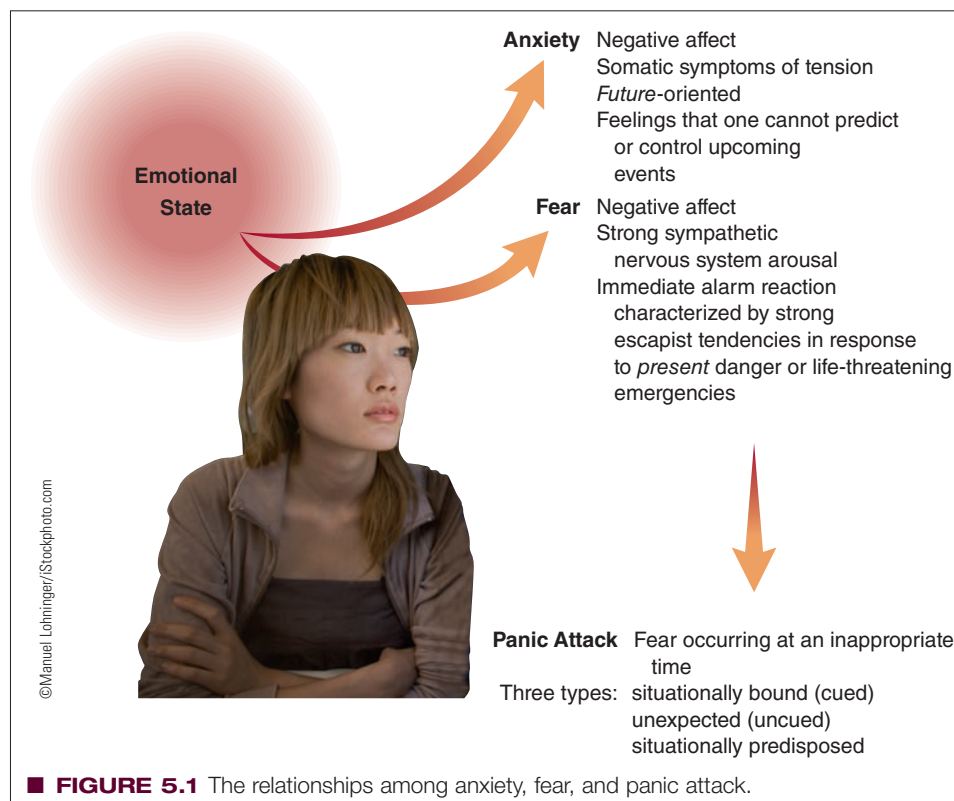 Emotional
State
Anxiety Negative affect
Somatic symptoms of tension
Future-oriented
Feelings that one cannot predict
or control upcoming
events
Fear Negative affect
Strong sympathetic
nervous system arousal
Immediate alarm reaction
characterized by strong
escapist tendencies in response
to present danger or life-threatening
emergencies
Panic Attack Fear occurring at an inappropriate
time
Three types: situationally bound (cued)
unexpected (uncued)
situationally predisposed
©Manuel Lohninger/iStockphoto.com
■ FIGURE 5.1 The relationships among anxiety, fear, and panic attack.